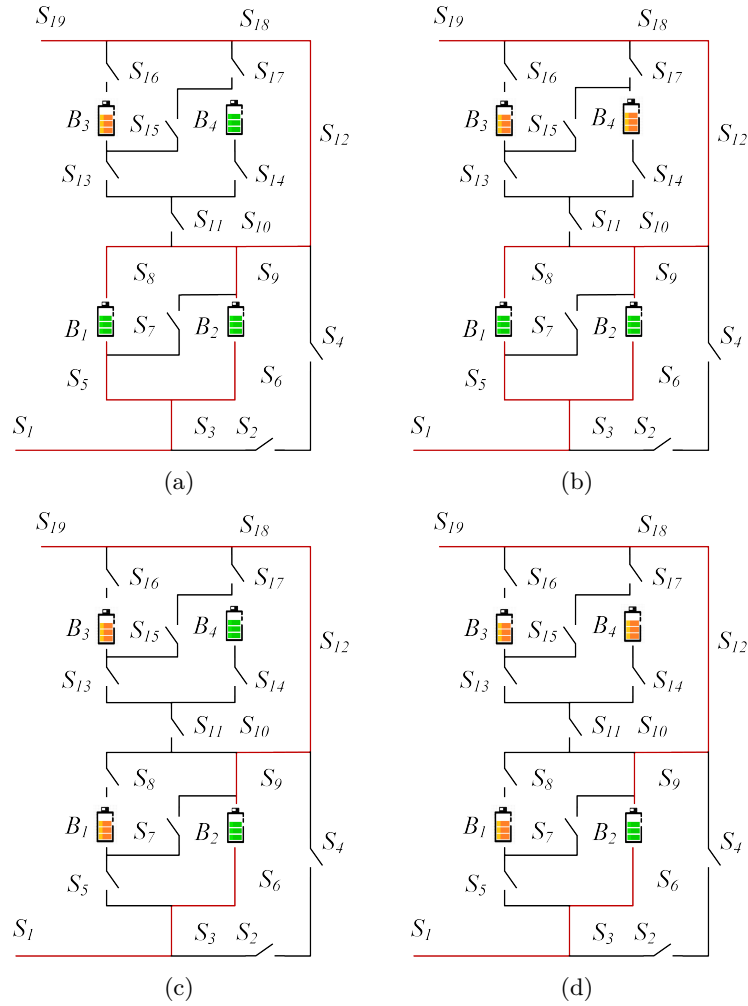 S19 S18
S16 S17
B3 S15 B4
S12
S13 S14
S11 S10
S8 S9
B1 S7 B2
S4
S5 S6
S1 S3 S2
(a)
S19 S18
S16 S17
B3 S15 B4
S12
S13 S14
S11 S10
S8 S9
B1 S7 B2
S4
S5 S6
S1 S3 S2
(b)
S19 S18
S16 S17
B3 S15 B4
S12
S13 S14
S11 S10
S8 S9
B1 S7 B2
S4
S5 S6
S1 S3 S2
(c)
S19 S18
S16 S17
B3 S15 B4
S12
S13 S14
S11 S10
S8 S9
B1 S7 B2
S4
S5 S6
S1 S3 S2
(d)